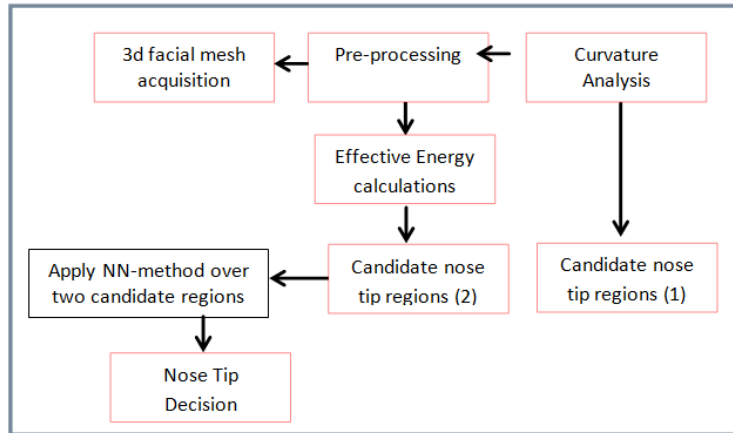 3d facial mesh
acquisition
Pre-processing
Curvature
Analysis
Effective Energy
calculations
Apply NN-method over
two candidate regions
Candidate nose
tip regions (2)
Candidate nose
tip regions (1)
Nose Tip
Decision